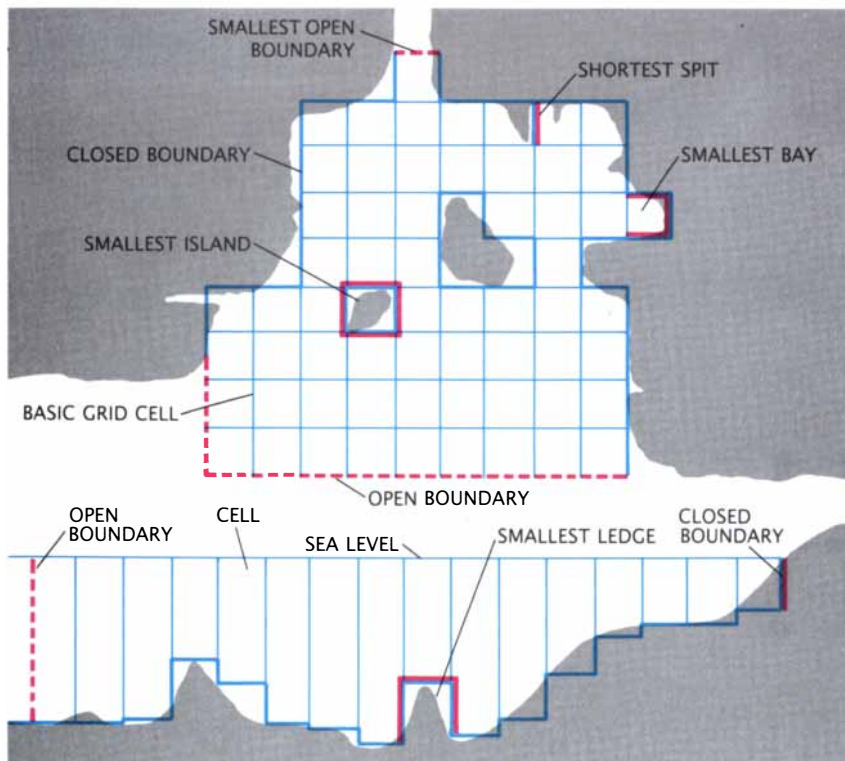 SMALLEST OPEN
BOUNDARY
SHORTEST SPIT
CLOSED BOUNDARY
SMALLEST BAY
SMALLEST ISLAND
BASIC GRID CELL
OPEN BOUNDARY
OPEN
BOUNDARY
CELL
SEA LEVEL
SMALLEST LEDGE
CLOSED
BOUNDARY